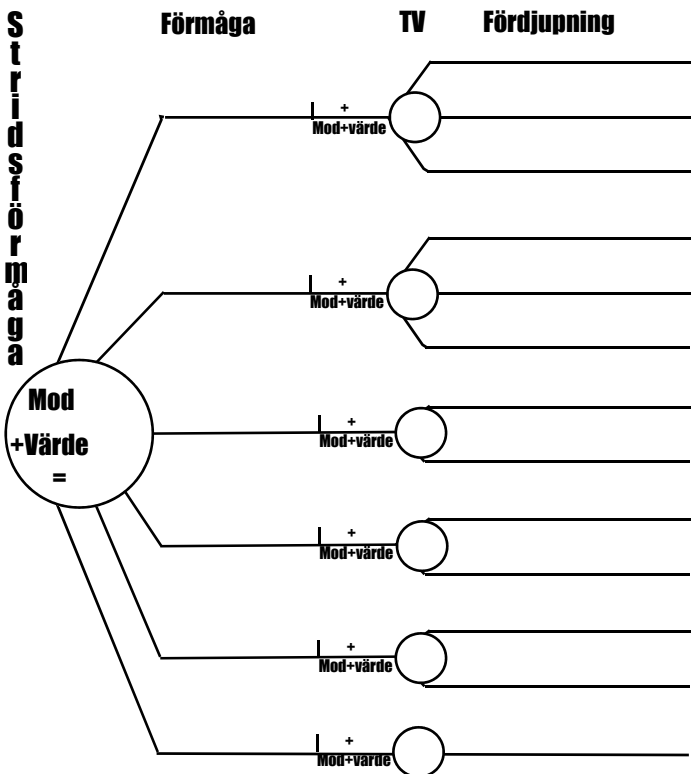 Stridsförmåga
Förmåga
TV
Fördjupning
+
Mod+värde
+
Mod+värde
Mod
+Värde
=
+
Mod+värde
+
Mod+värde
+
Mod+värde
+
Mod+värde